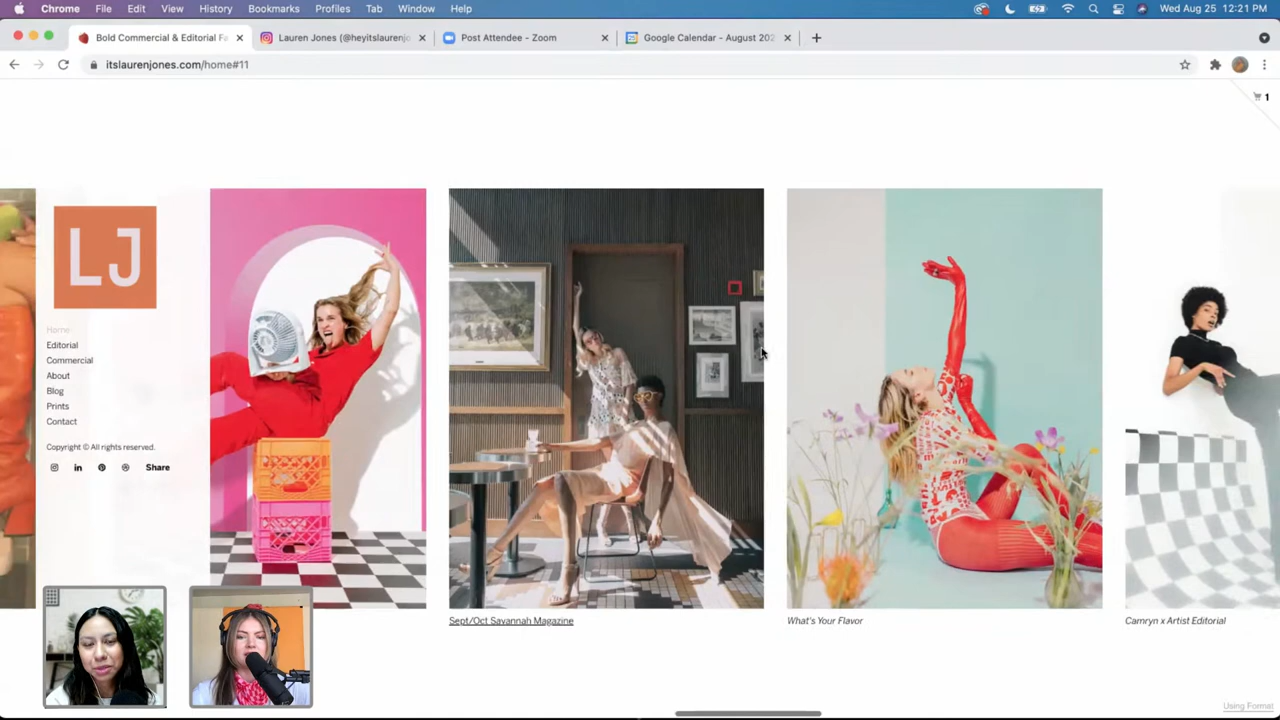 Chrome File Edit View History Bookmarks Profiles Tab Window Help Wed Aug 25 12:21 PM
Bold Commercial & Editorial Fa
Lauren Jones (@heyitslaurenjo
Post Attendee - Zoom
Google Calendar - August 202
itslaurenjones.com/home#11
1
LJ
Home
Editorial
Commercial
About
Blog
Prints
Contact
Copyright © All rights reserved.
Share
Sept/Oct Savannah Magazine
What's Your Flavor
Camryn x Artist Editorial
Using Format